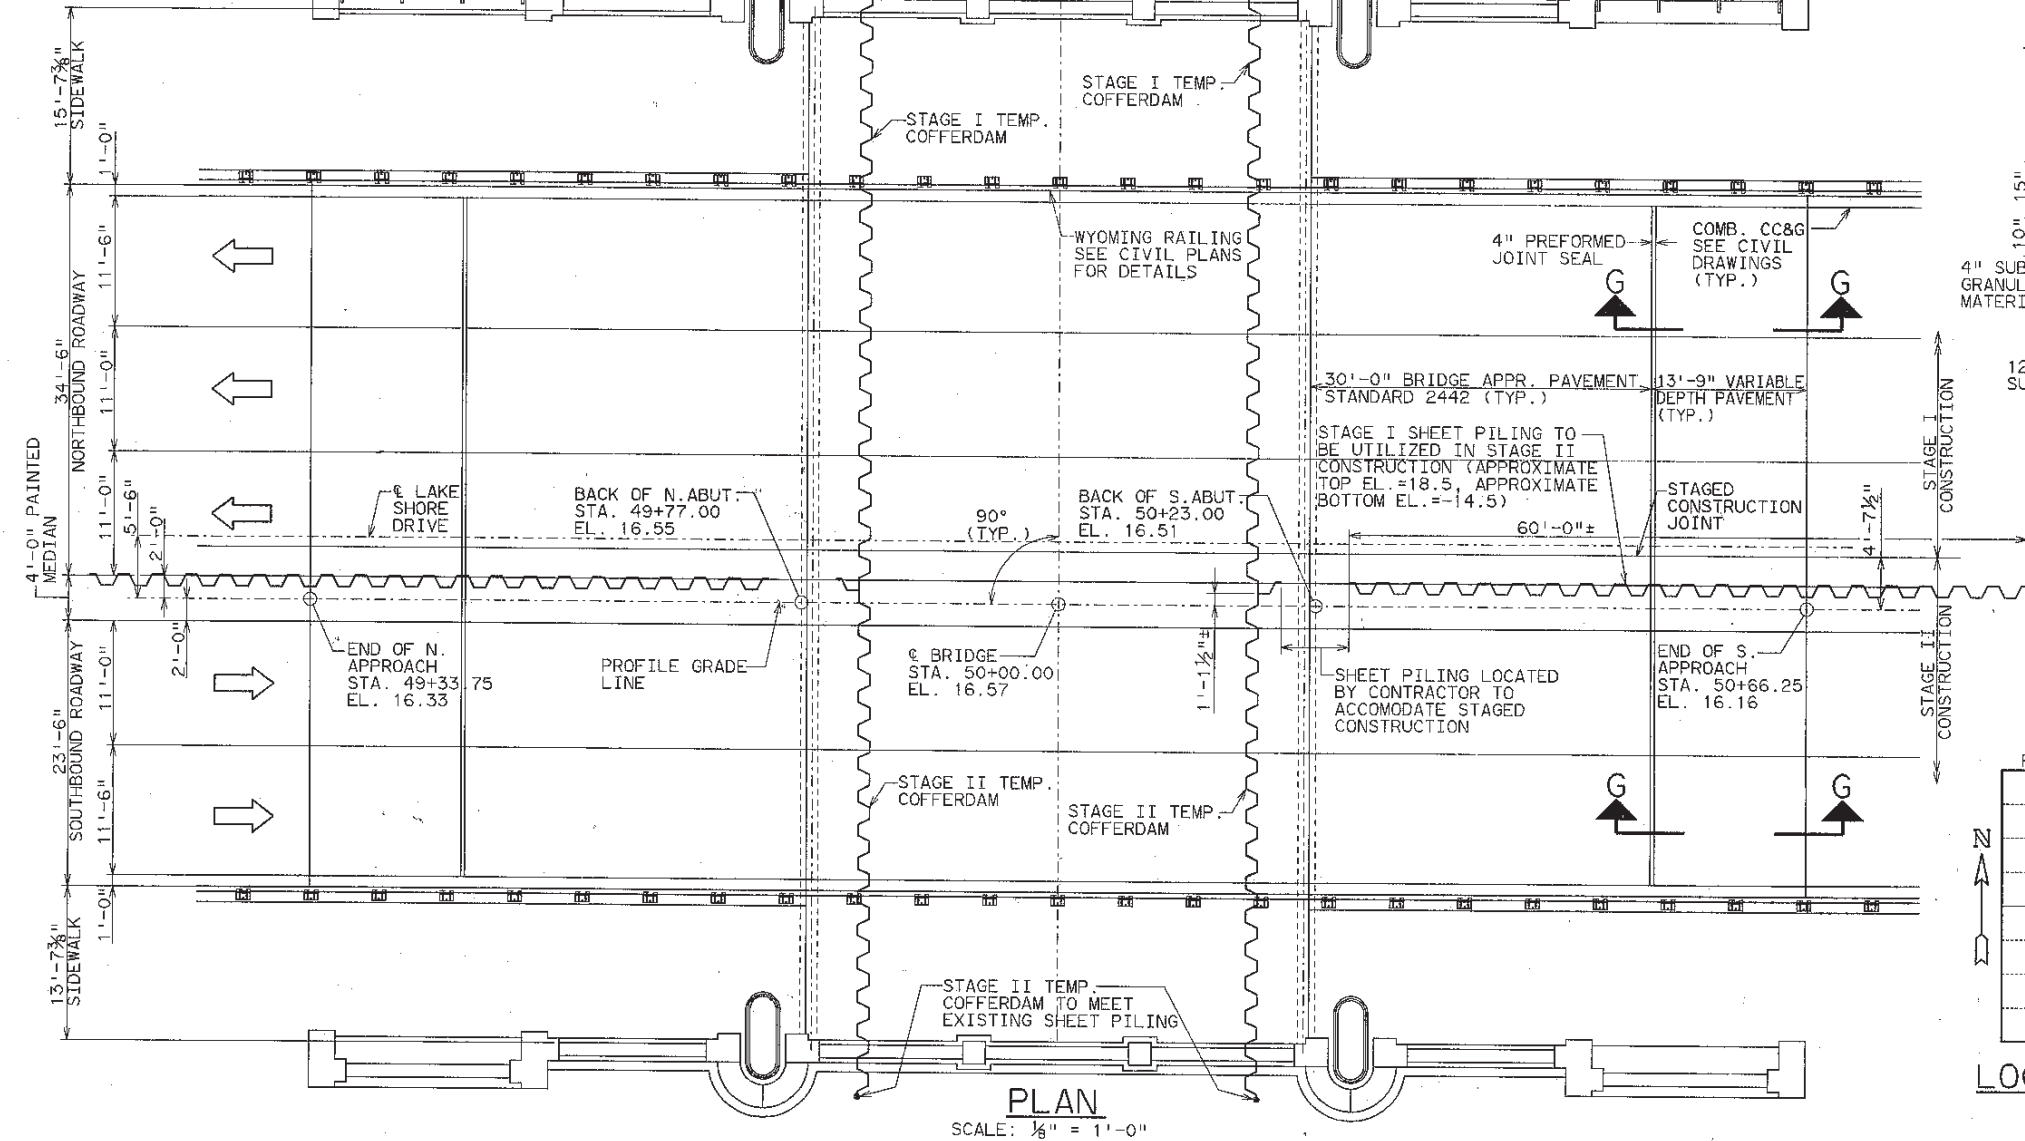 15'-7⅜"
SIDEWALK
1'-0"
STAGE I TEMP.
COFFERDAM
STAGE I TEMP.
COFFERDAM
WYOMING RAILING
SEE CIVIL PLANS
FOR DETAILS
4" PREFORMED
JOINT SEAL
COMB. CC&G
SEE CIVIL
DRAWINGS
(TYP.)
G
G
4" SUB
GRANUL
MATERI
10"
15"
12
SU
11'-6"
11'-0"
11'-0"
34'-6"
NORTHBOUND ROADWAY
4'-0" PAINTED
MEDIAN
5'-6"
2'-0"
℄ LAKE
SHORE
DRIVE
BACK OF N.ABUT.
STA. 49+77.00
EL. 16.55
90°
(TYP.)
BACK OF S.ABUT.
STA. 50+23.00
EL. 16.51
30'-0" BRIDGE APPR. PAVEMENT
STANDARD 2442 (TYP.)
13'-9" VARIABLE
DEPTH PAVEMENT
(TYP.)
STAGE I SHEET PILING TO
BE UTILIZED IN STAGE II
CONSTRUCTION (APPROXIMATE
TOP EL.=18.5, APPROXIMATE
BOTTOM EL.=-14.5)
STAGED
CONSTRUCTION
JOINT
60'-0"±
4'-7½"
STAGE I
CONSTRUCTION
STAGE II
CONSTRUCTION
2'-0"
END OF N.
APPROACH
STA. 49+33.75
EL. 16.33
PROFILE GRADE
LINE
℄ BRIDGE
STA. 50+00.00
EL. 16.57
1'-1½"±
SHEET PILING LOCATED
BY CONTRACTOR TO
ACCOMODATE STAGED
CONSTRUCTION
END OF S.
APPROACH
STA. 50+66.25
EL. 16.16
11'-0"
11'-6"
23'-6"
SOUTHBOUND ROADWAY
STAGE II TEMP.
COFFERDAM
STAGE II TEMP.
COFFERDAM
G
G
N
1'-0"
13'-7⅜"
SIDEWALK
STAGE II TEMP.
COFFERDAM TO MEET
EXISTING SHEET PILING
PLAN
SCALE: ⅛" = 1'-0"
LO